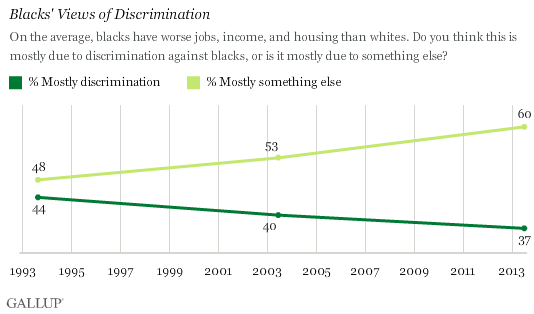 Blacks' Views of Discrimination
On the average, blacks have worse jobs, income, and housing than whites. Do you think this is
mostly due to discrimination against blacks, or is it mostly due to something else?
% Mostly discrimination % Mostly something else
60
53
48
44
40
37
1993 1995 1997 1999 2001 2003 2005 2007 2009 2011 2013
GALLUP®